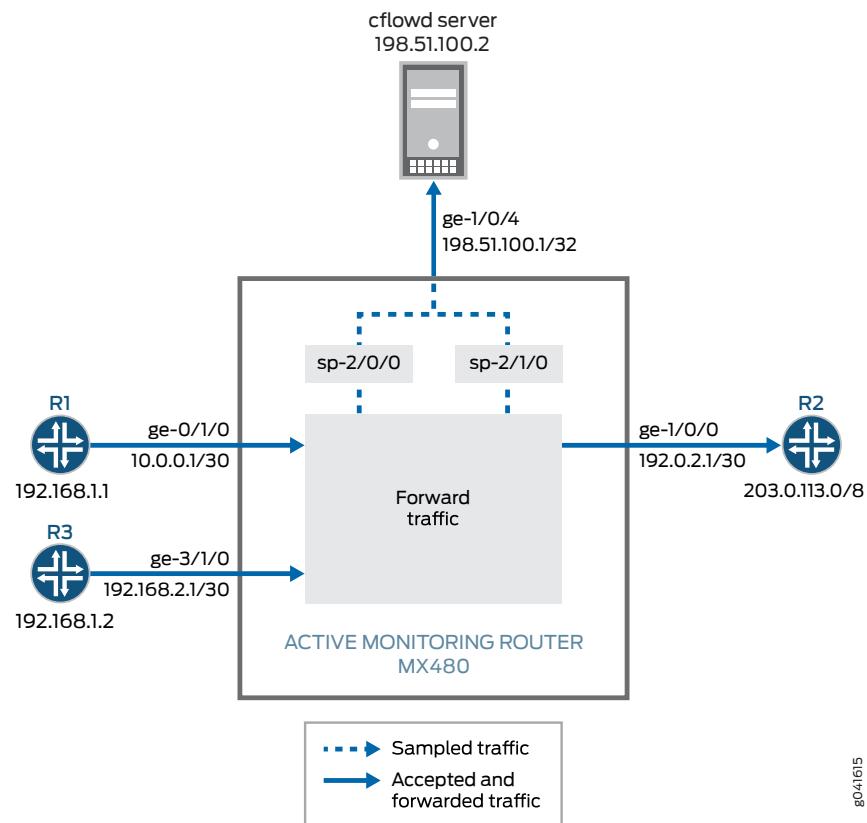 cflowd server
198.51.100.2
ge-1/0/4
198.51.100.1/32
sp-2/0/0
sp-2/1/0
R1
ge-0/1/0
10.0.0.1/30
192.168.1.1
ge-1/0/0
192.0.2.1/30
R2
203.0.113.0/8
Forward
traffic
R3
ge-3/1/0
192.168.2.1/30
192.168.1.2
ACTIVE MONITORING ROUTER
MX480
Sampled traffic
Accepted and
forwarded traffic
g041615